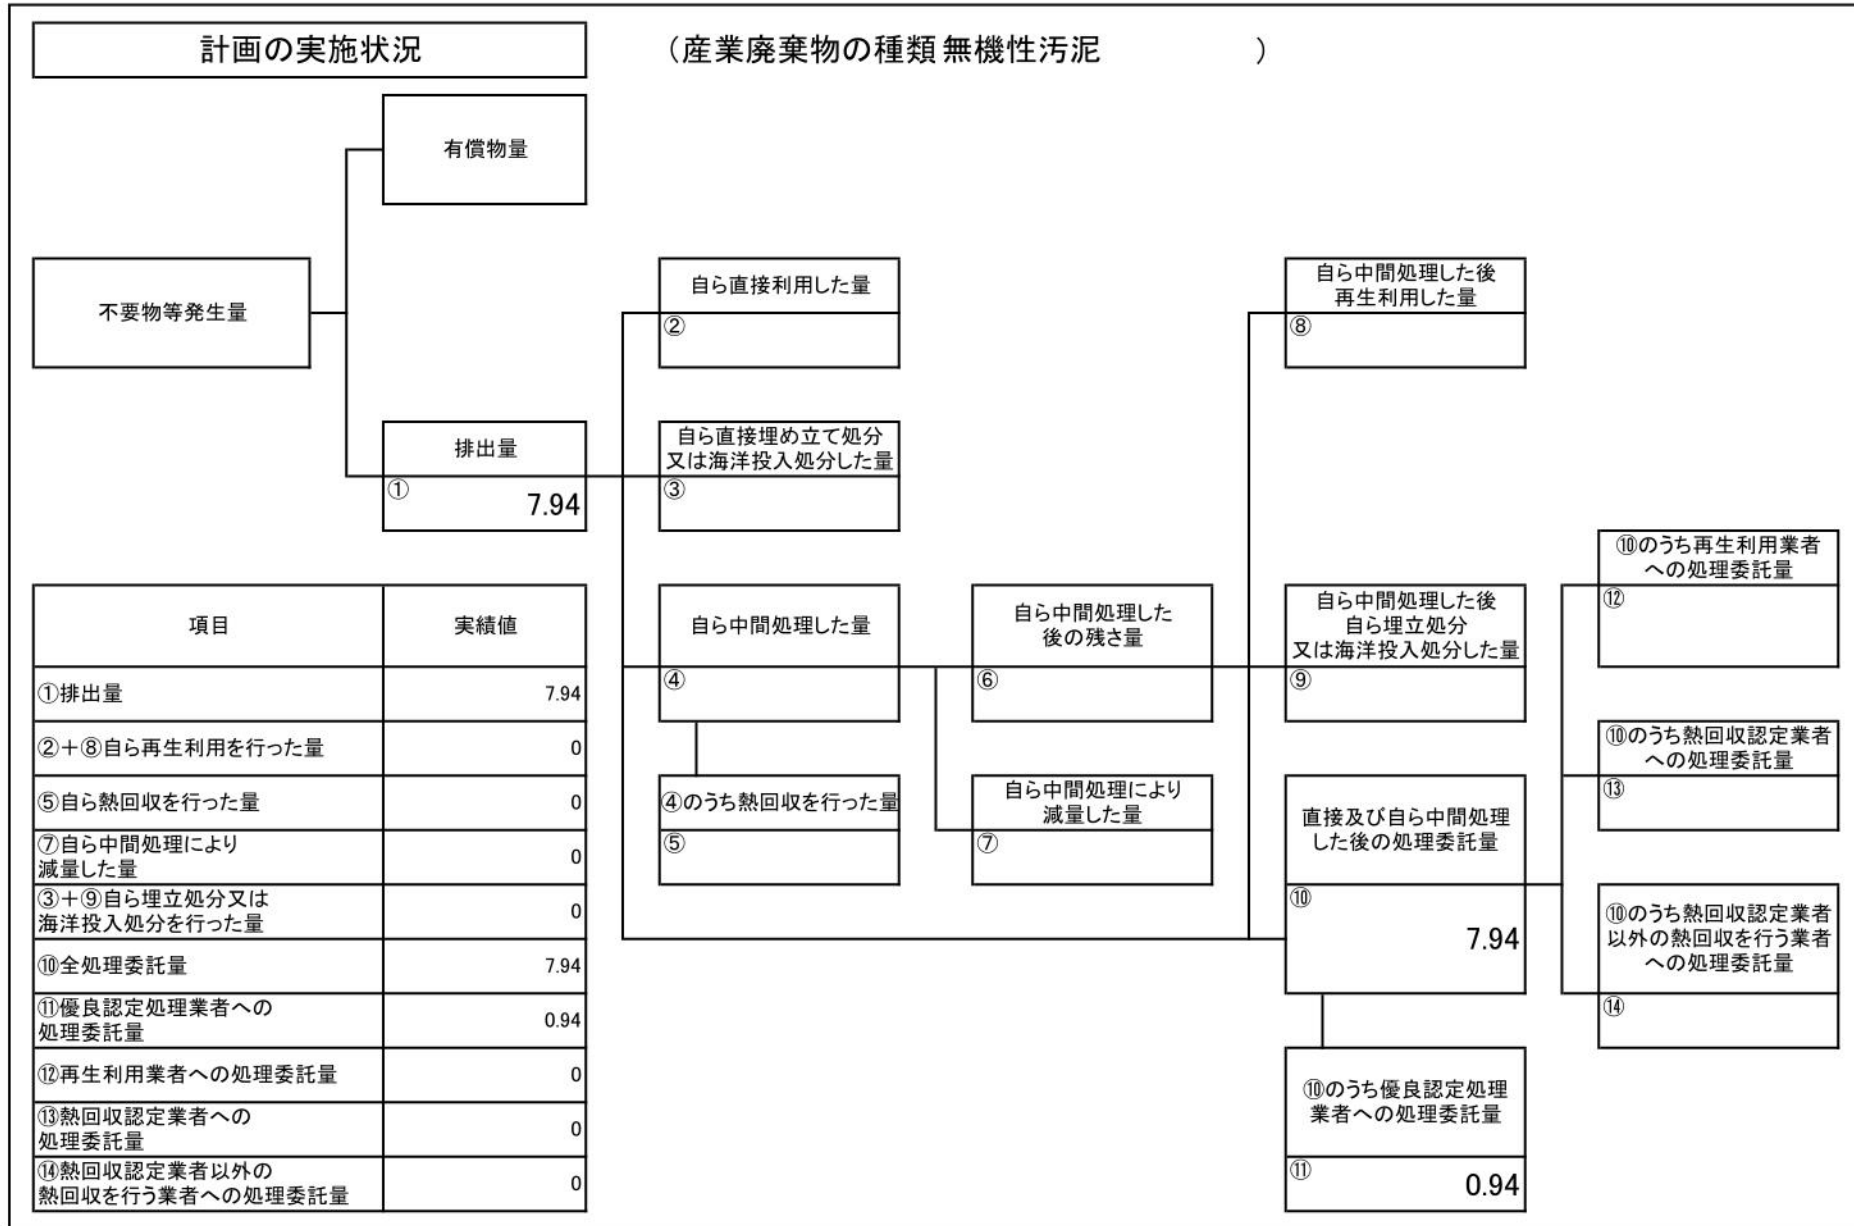 計画の実施状況
（産業廃棄物の種類 無機性汚泥　　　　　）
有償物量
不要物等発生量
自ら直接利用した量
②
自ら中間処理した後
再生利用した量
⑧
排出量
①
7.94
自ら直接埋め立て処分
又は海洋投入処分した量
③
⑩のうち再生利用業者
への処理委託量
⑫
自ら中間処理した量
④
自ら中間処理した
後の残さ量
⑥
自ら中間処理した後
自ら埋立処分
又は海洋投入処分した量
⑨
⑩のうち熱回収認定業者
への処理委託量
⑬
④のうち熱回収を行った量
⑤
自ら中間処理により
減量した量
⑦
直接及び自ら中間処理
した後の処理委託量
⑩
7.94
⑩のうち熱回収認定業者
以外の熱回収を行う業者
への処理委託量
⑭
⑩のうち優良認定処理
業者への処理委託量
⑪
0.94
項目 実績値
①排出量 7.94
②＋⑧自ら再生利用を行った量 0
⑤自ら熱回収を行った量 0
⑦自ら中間処理により
減量した量 0
③＋⑨自ら埋立処分又は
海洋投入処分を行った量 0
⑩全処理委託量 7.94
⑪優良認定処理業者への
処理委託量 0.94
⑫再生利用業者への処理委託量 0
⑬熱回収認定業者への
処理委託量 0
⑭熱回収認定業者以外の
熱回収を行う業者への処理委託量 0